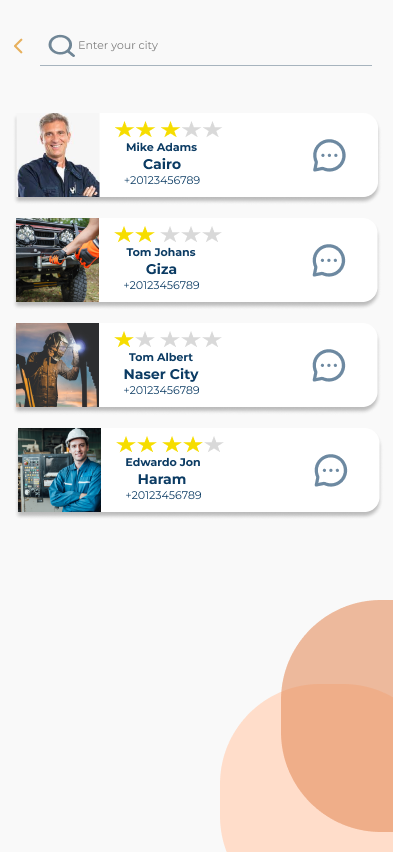 Enter your city
Mike Adams
Cairo
+20123456789
Tom Johans
Giza
+20123456789
Tom Albert
Naser City
+20123456789
Edwardo Jon
Haram
+20123456789